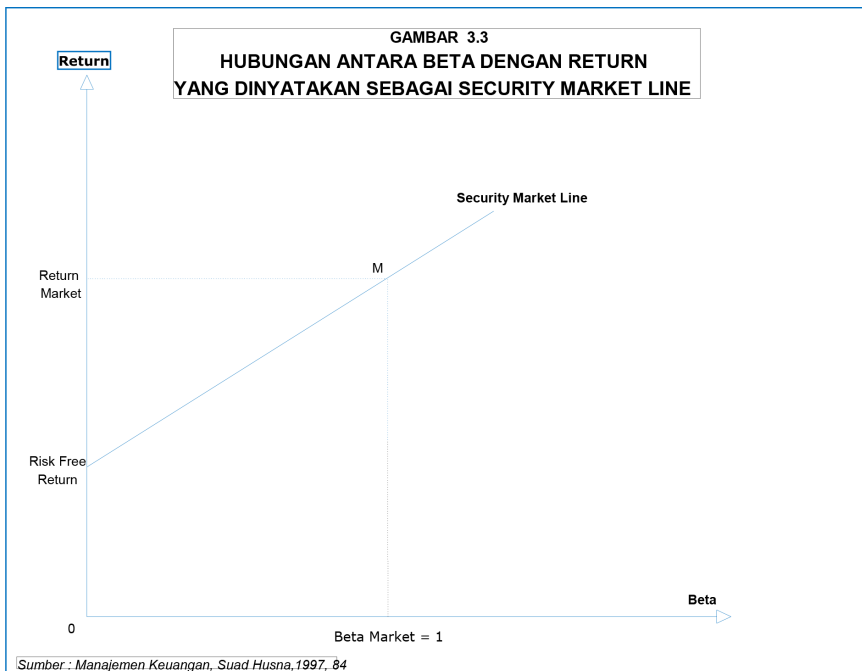 GAMBAR 3.3
HUBUNGAN ANTARA BETA DENGAN RETURN
YANG DINYATAKAN SEBAGAI SECURITY MARKET LINE
Return
Security Market Line
M
Return
Market
Risk Free
Return
Beta
0
Beta Market = 1
Sumber : Manajemen Keuangan, Suad Husna,1997, 84